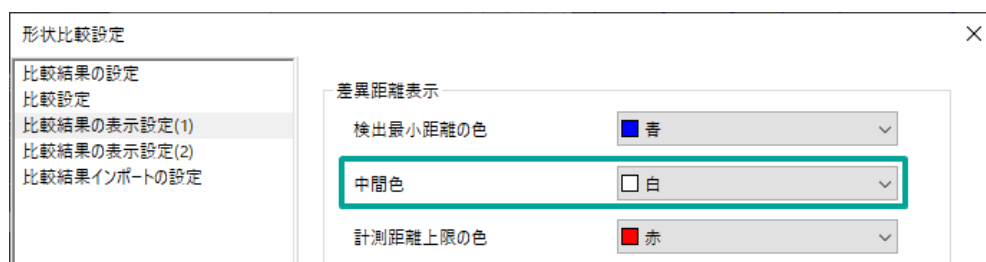 形状比較設定
比較結果の設定
比較設定
比較結果の表示設定(1)
比較結果の表示設定(2)
比較結果インポートの設定
差異距離表示
検出最小距離の色 青
中間色 白
計測距離上限の色 赤